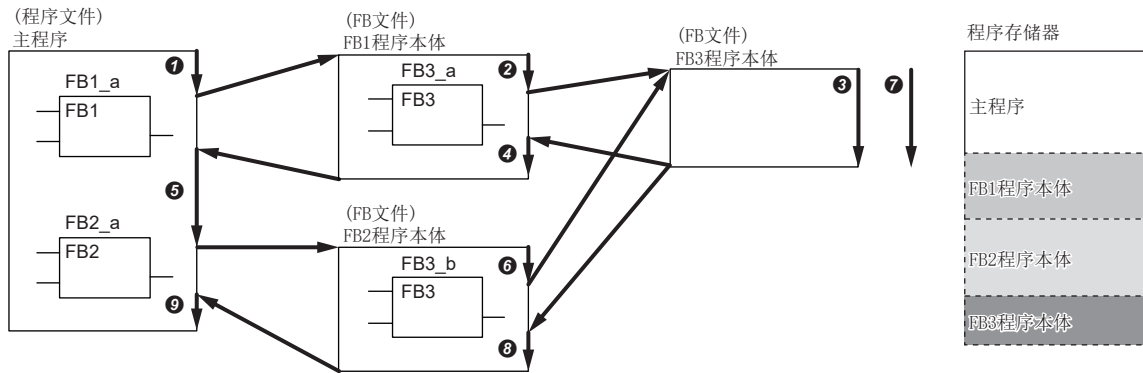 (程序文件)
主程序
❶
FB1_a
FB1
❺
FB2_a
FB2
❾
(FB文件)
FB1程序本体
FB3_a
FB3
❷
❹
(FB文件)
FB2程序本体
FB3_b
FB3
❻
❽
(FB文件)
FB3程序本体
❸
❼
程序存储器
主程序
FB1程序本体
FB2程序本体
FB3程序本体